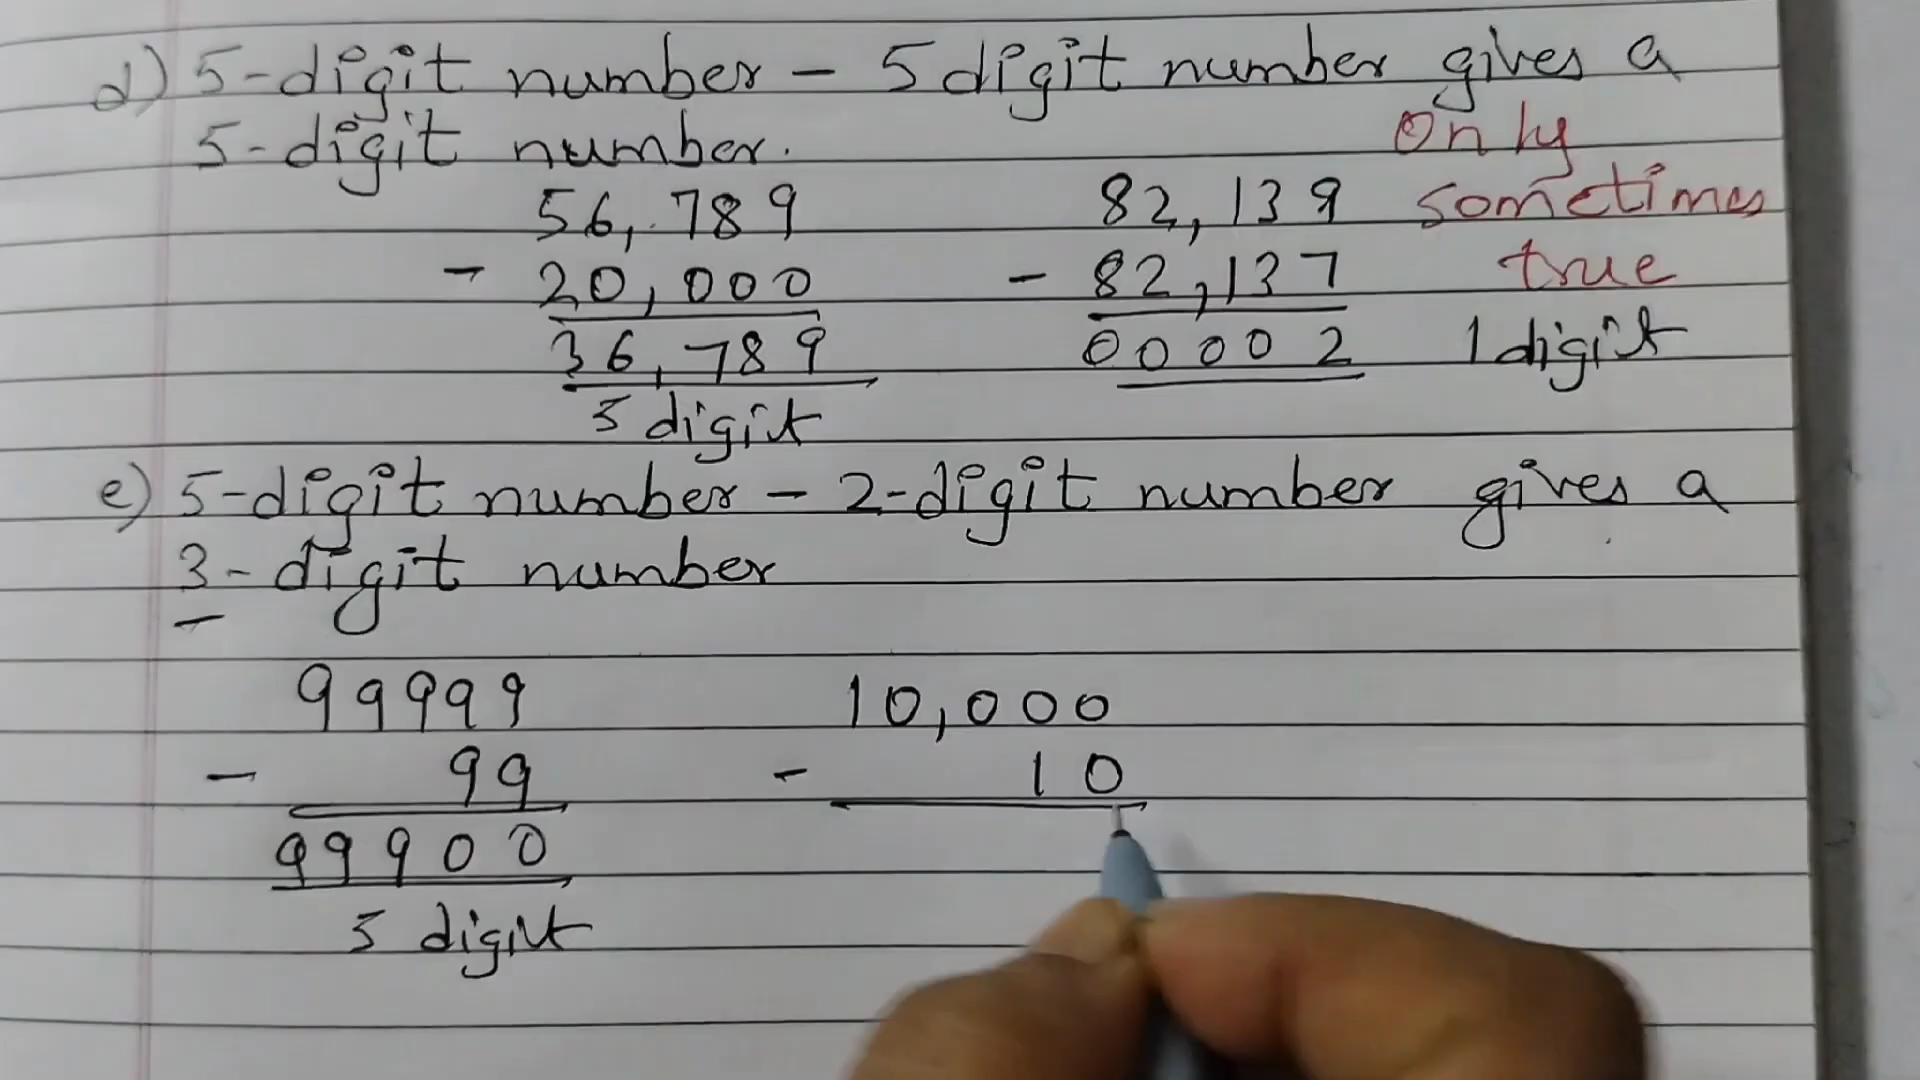 d) 5-digit number - 5 digit number gives a
5-digit number.
only
sometimes
true
56,789
- 20,000
36,789
5 digit
82,139
- 82,137
00002
1 digit
e) 5-digit number - 2-digit number gives a
3-digit number
99999
- 99
99900
5 digit
10,000
- 10